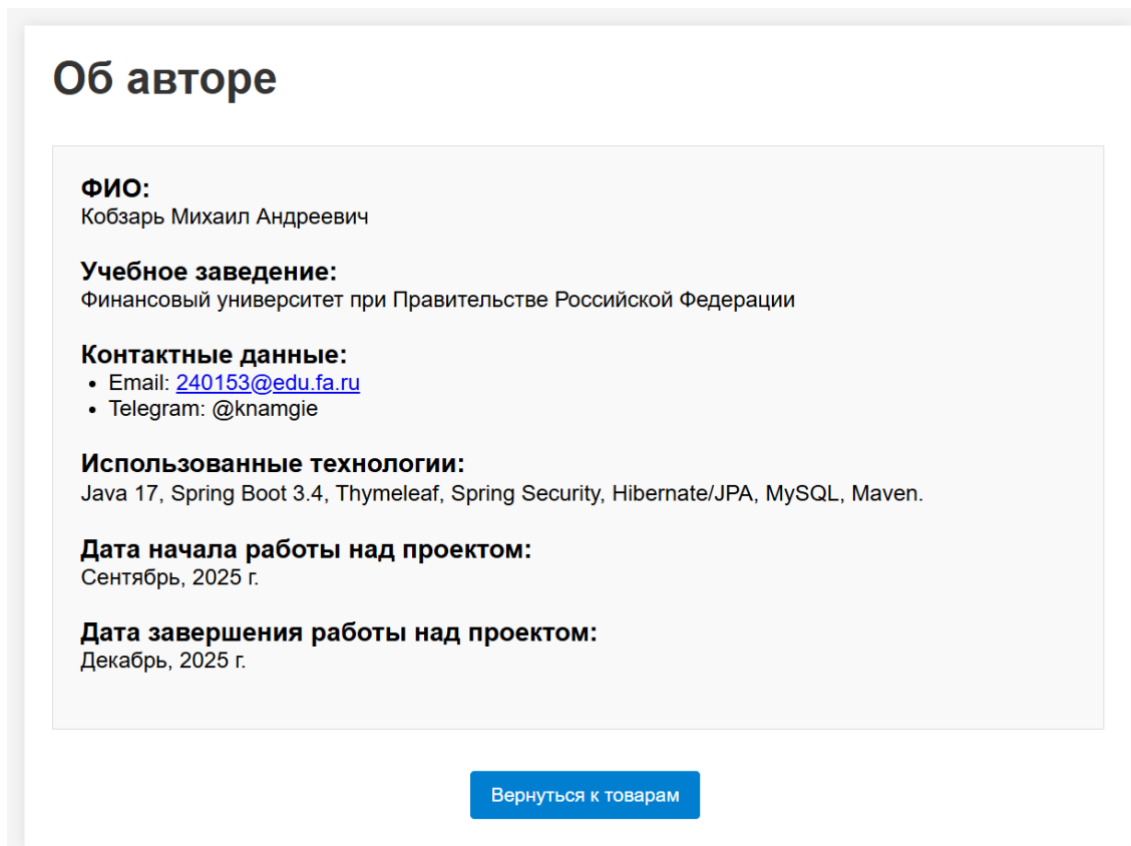 Об авторе
ФИО:
Кобзарь Михаил Андреевич
Учебное заведение:
Финансовый университет при Правительстве Российской Федерации
Контактные данные:
• Email: 240153@edu.fa.ru
• Telegram: @knamgie
Использованные технологии:
Java 17, Spring Boot 3.4, Thymeleaf, Spring Security, Hibernate/JPA, MySQL, Maven.
Дата начала работы над проектом:
Сентябрь, 2025 г.
Дата завершения работы над проектом:
Декабрь, 2025 г.
Вернуться к товарам